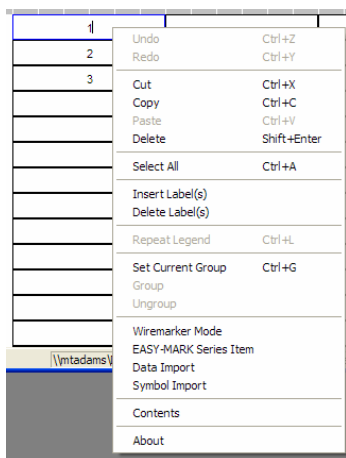 1
2
3
Undo Ctrl+Z
Redo Ctrl+Y
Cut Ctrl+X
Copy Ctrl+C
Paste Ctrl+V
Delete Shift+Enter
Select All Ctrl+A
Insert Label(s)
Delete Label(s)
Repeat Legend Ctrl+L
Set Current Group Ctrl+G
Group
Ungroup
Wiremarker Mode
EASY-MARK Series Item
\\mtadams\
Data Import
Symbol Import
Contents
About